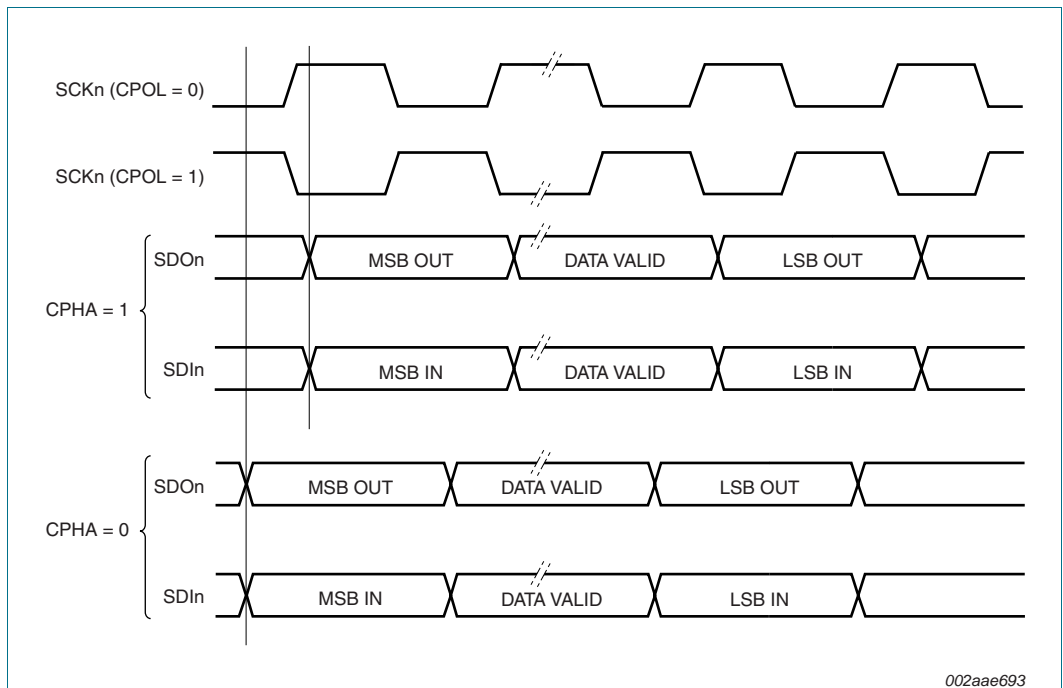 SCKn (CPOL = 0)
SCKn (CPOL = 1)
CPHA = 1
SDOn
MSB OUT
DATA VALID
LSB OUT
SDIn
MSB IN
DATA VALID
LSB IN
CPHA = 0
SDOn
MSB OUT
DATA VALID
LSB OUT
SDIn
MSB IN
DATA VALID
LSB IN
002aae693